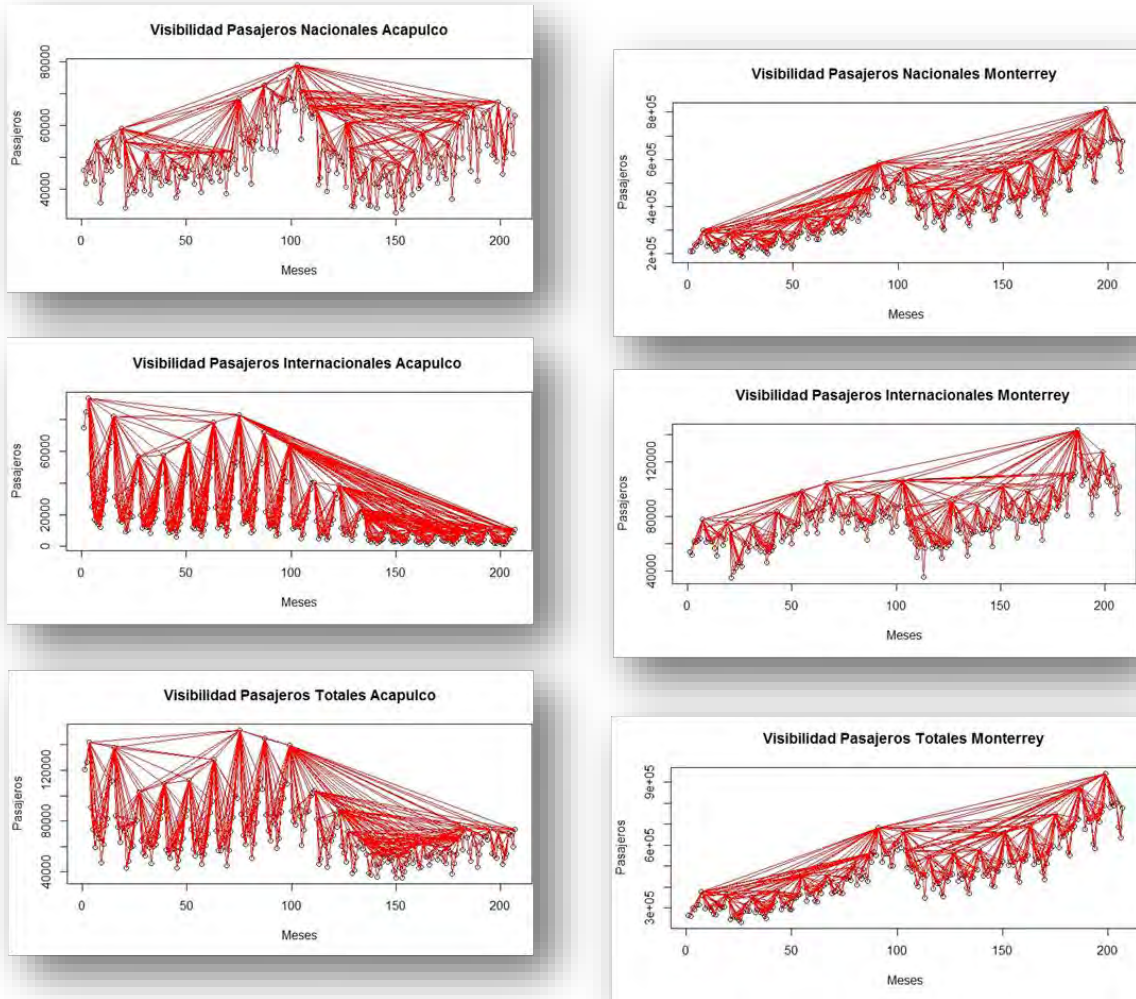 Visibilidad Pasajeros Nacionales Acapulco
Pasajeros
40000 60000 80000
0 50 100 150 200
Meses
Visibilidad Pasajeros Internacionales Acapulco
Pasajeros
0 20000 60000
0 50 100 150 200
Meses
Visibilidad Pasajeros Totales Acapulco
Pasajeros
40000 80000 120000
0 50 100 150 200
Meses
Visibilidad Pasajeros Nacionales Monterrey
Pasajeros
2e+05 4e+05 6e+05 8e+05
0 50 100 150 200
Meses
Visibilidad Pasajeros Internacionales Monterrey
Pasajeros
40000 80000 120000
0 50 100 150 200
Meses
Visibilidad Pasajeros Totales Monterrey
Pasajeros
3e+05 6e+05 9e+05
0 50 100 150 200
Meses